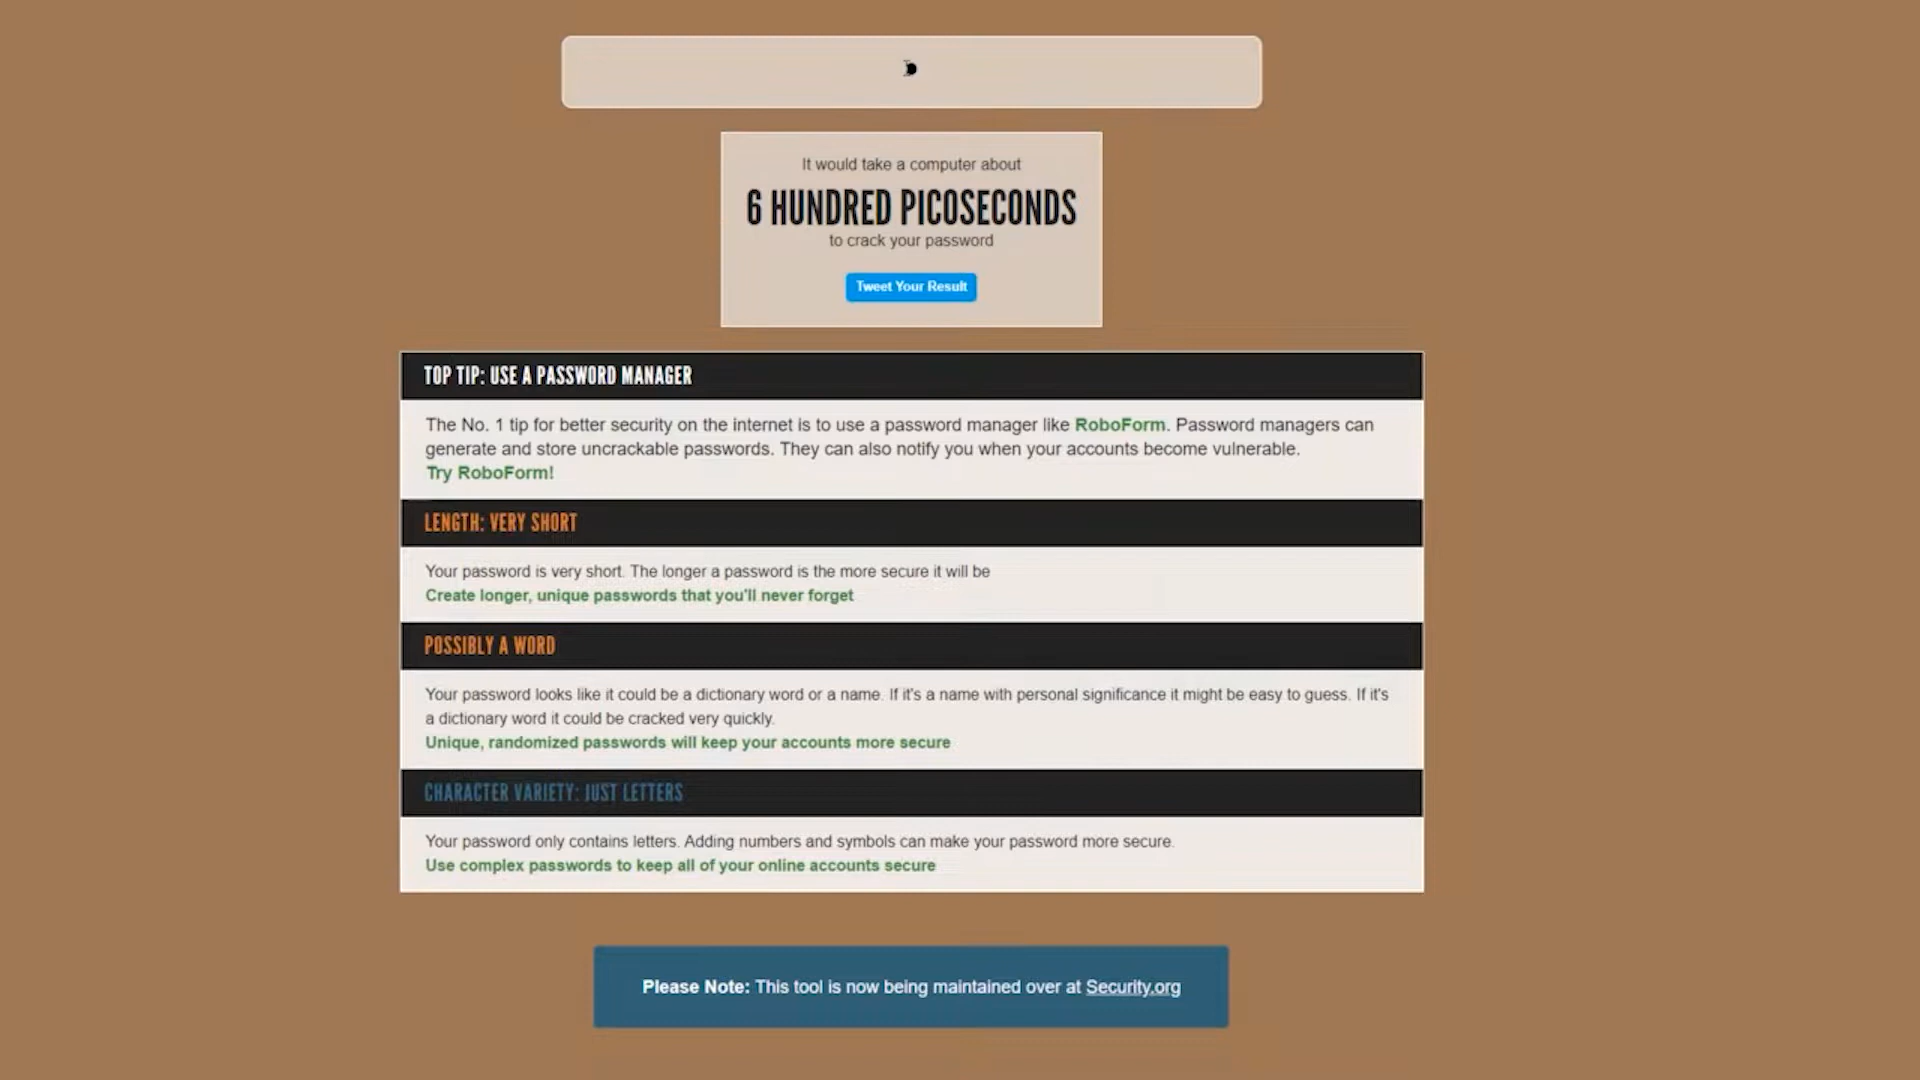 It would take a computer about
6 HUNDRED PICOSECONDS
to crack your password
Tweet Your Result
TOP TIP: USE A PASSWORD MANAGER
The No. 1 tip for better security on the internet is to use a password manager like RoboForm. Password managers can
generate and store uncrackable passwords. They can also notify you when your accounts become vulnerable.
Try RoboForm!
LENGTH: VERY SHORT
Your password is very short. The longer a password is the more secure it will be
Create longer, unique passwords that you'll never forget
POSSIBLY A WORD
Your password looks like it could be a dictionary word or a name. If it's a name with personal significance it might be easy to guess. If it's
a dictionary word it could be cracked very quickly.
Unique, randomized passwords will keep your accounts more secure
CHARACTER VARIETY: JUST LETTERS
Your password only contains letters. Adding numbers and symbols can make your password more secure.
Use complex passwords to keep all of your online accounts secure
Please Note: This tool is now being maintained over at Security.org